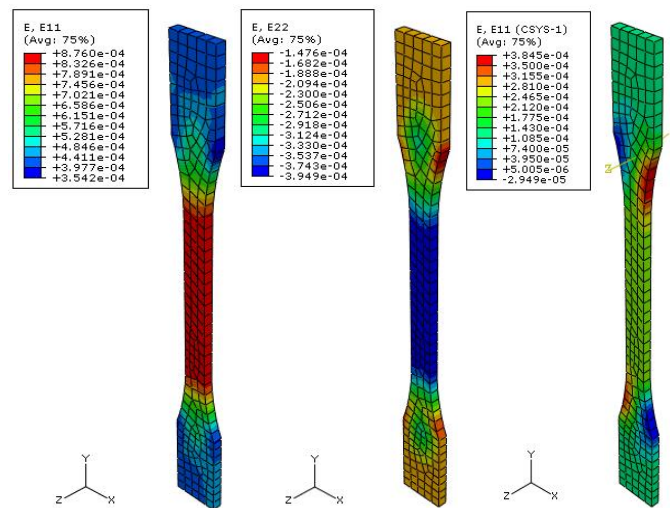 E, E11
(Avg: 75%)
+8.760e-04
+8.326e-04
+7.891e-04
+7.456e-04
+7.021e-04
+6.586e-04
+6.151e-04
+5.716e-04
+5.281e-04
+4.846e-04
+4.411e-04
+3.977e-04
+3.542e-04
E, E22
(Avg: 75%)
-1.476e-04
-1.682e-04
-1.888e-04
-2.094e-04
-2.300e-04
-2.506e-04
-2.712e-04
-2.918e-04
-3.124e-04
-3.330e-04
-3.537e-04
-3.743e-04
-3.949e-04
E, E11 (CSYS-1)
(Avg: 75%)
+3.845e-04
+3.500e-04
+3.155e-04
+2.810e-04
+2.465e-04
+2.120e-04
+1.775e-04
+1.430e-04
+1.085e-04
+7.400e-05
+3.950e-05
+5.005e-06
-2.949e-05
Z
Y
Z X
Y
Z X
Y
Z X